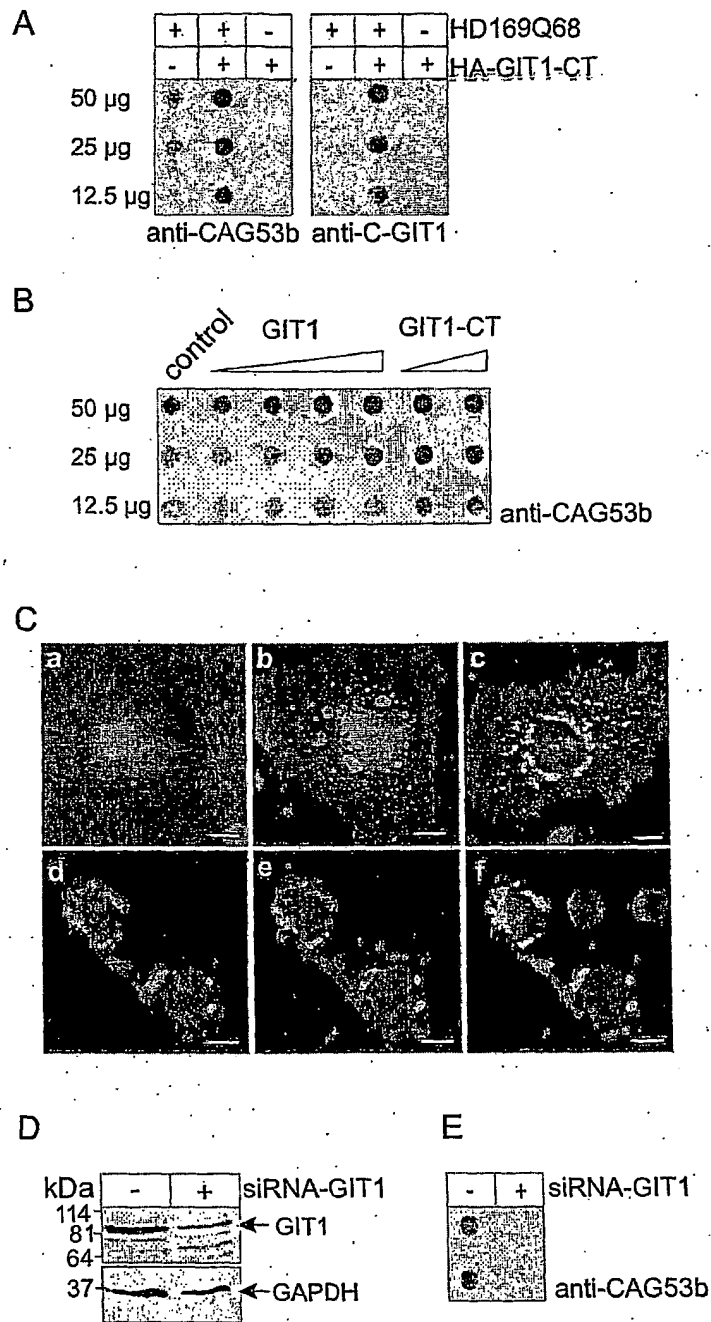 A
+ + - + + - HD169Q68
- + + - + + HA-GIT1-CT
50 µg
25 µg
12.5 µg
anti-CAG53b anti-C-GIT1
B
control GIT1 GIT1-CT
50 µg
25 µg
12.5 µg anti-CAG53b
C
a b c
d e f
D
kDa - + siRNA-GIT1
114
81 GIT1
64
37 GAPDH
E
- + siRNA-GIT1
anti-CAG53b